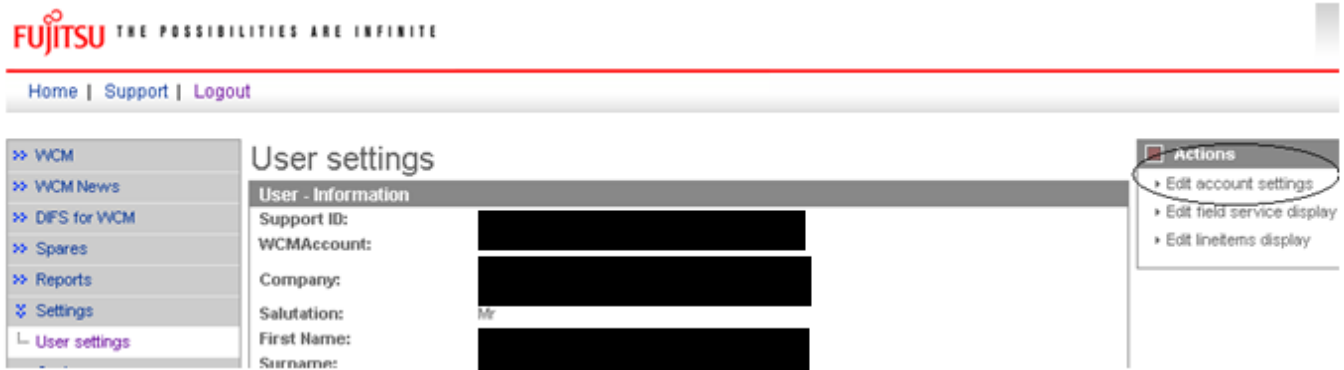 FUJITSU THE POSSIBILITIES ARE INFINITE
Home | Support | Logout
WCM
WCM News
DIFS for WCM
Spares
Reports
Settings
User settings
User settings
User - Information
Support ID:
WCMAccount:
Company:
Salutation: Mr
First Name:
Surname:
Actions
Edit account settings
Edit field service display
Edit lineitems display